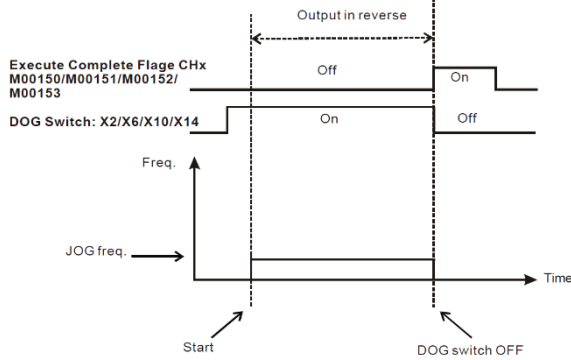 Output in reverse
Execute Complete Flage CHx
M00150/M00151/M00152/
M00153
Off
On
DOG Switch: X2/X6/X10/X14
On
Off
Freq.
JOG freq.
Time
Start
DOG switch OFF